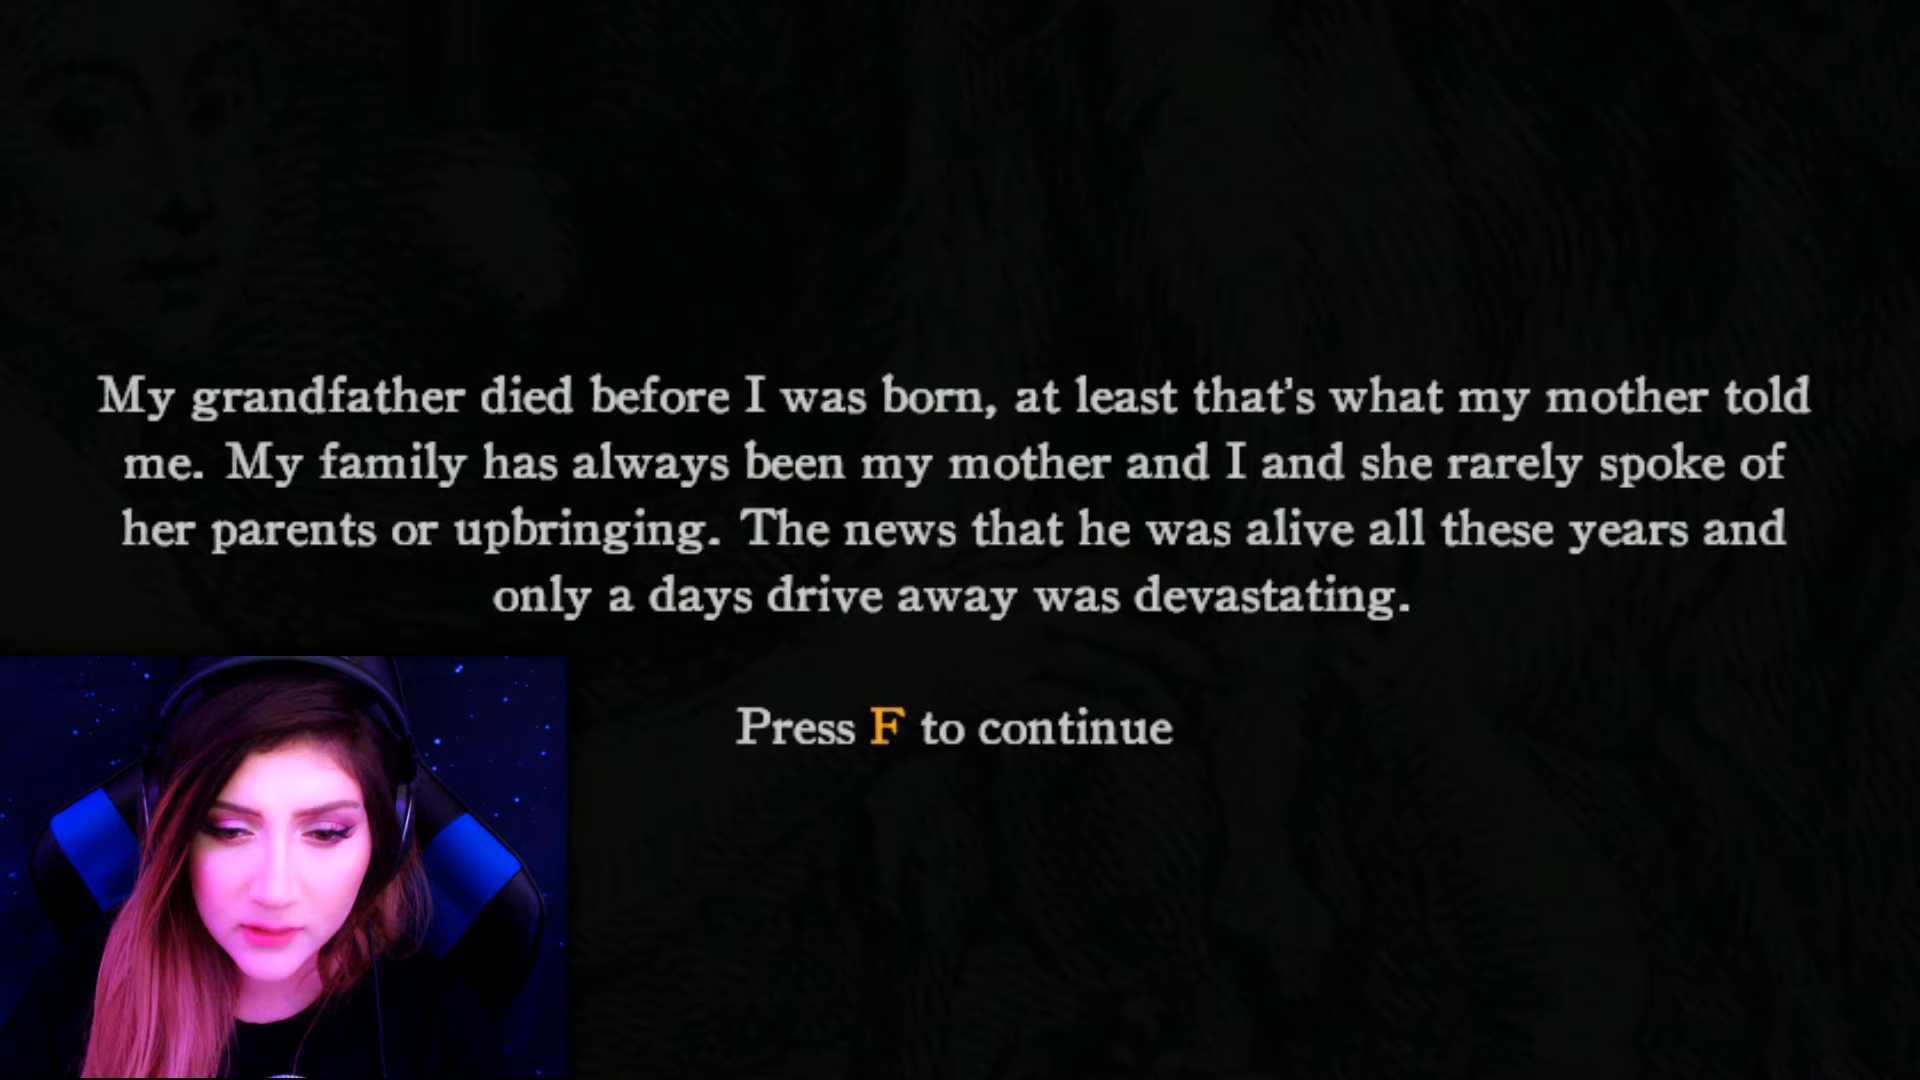 My grandfather died before I was born, at least that's what my mother told
me. My family has always been my mother and I and she rarely spoke of
her parents or upbringing. The news that he was alive all these years and
only a days drive away was devastating.
Press F to continue